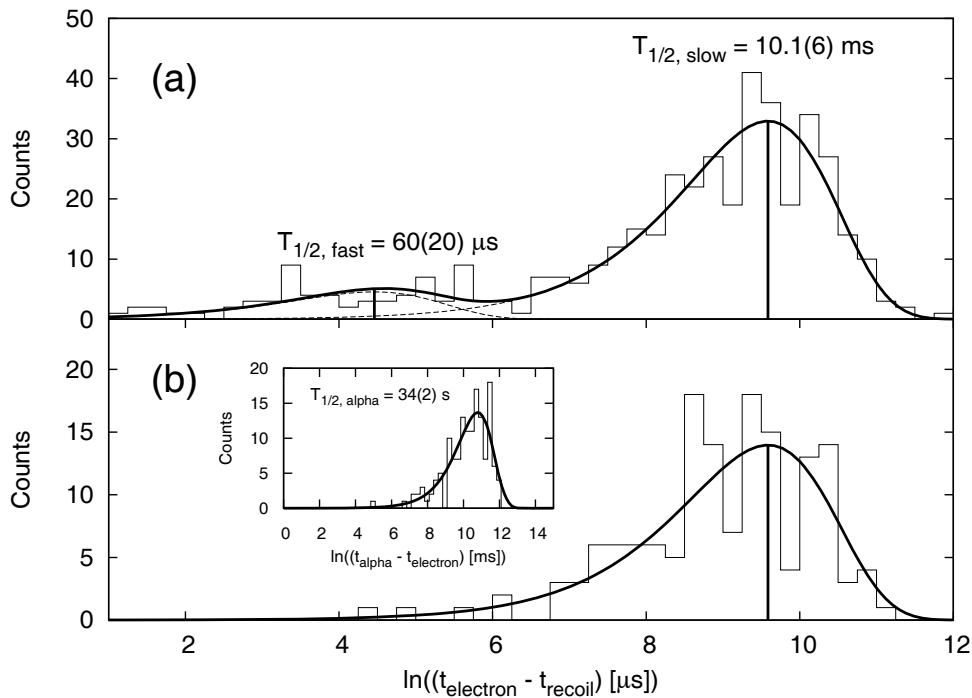 50
40
30
20
10
0
Counts
(a)
T1/2, slow = 10.1(6) ms
T1/2, fast = 60(20) μs
20
15
10
5
0
Counts
(b)
20
15
10
5
0
Counts
T1/2, alpha = 34(2) s
0 2 4 6 8 10 12 14
ln((talpha - telectron) [ms])
2 4 6 8 10 12
ln((telectron - trecoil) [μs])